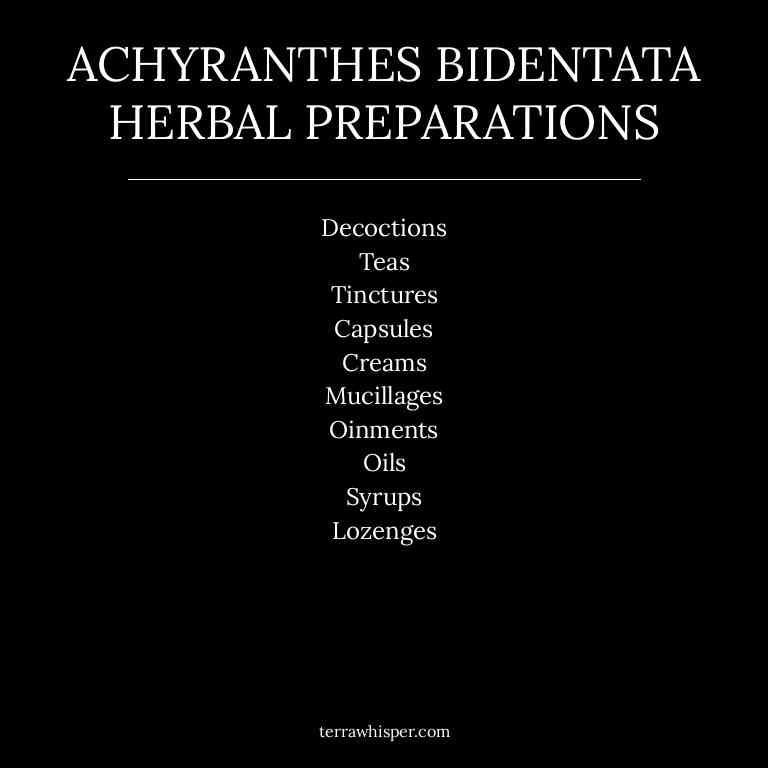 ACHYRANTHES BIDENTATA
HERBAL PREPARATIONS
Decoctions
Teas
Tinctures
Capsules
Creams
Mucillages
Oinments
Oils
Syrups
Lozenges
terrawhisper.com